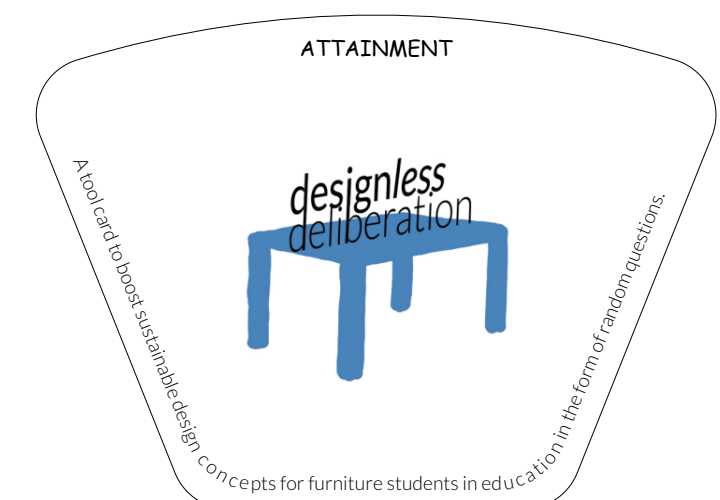 ATTAINMENT
designless
deliberation
A tool card to boost sustainable design concepts for furniture students in education in the form of random questions.